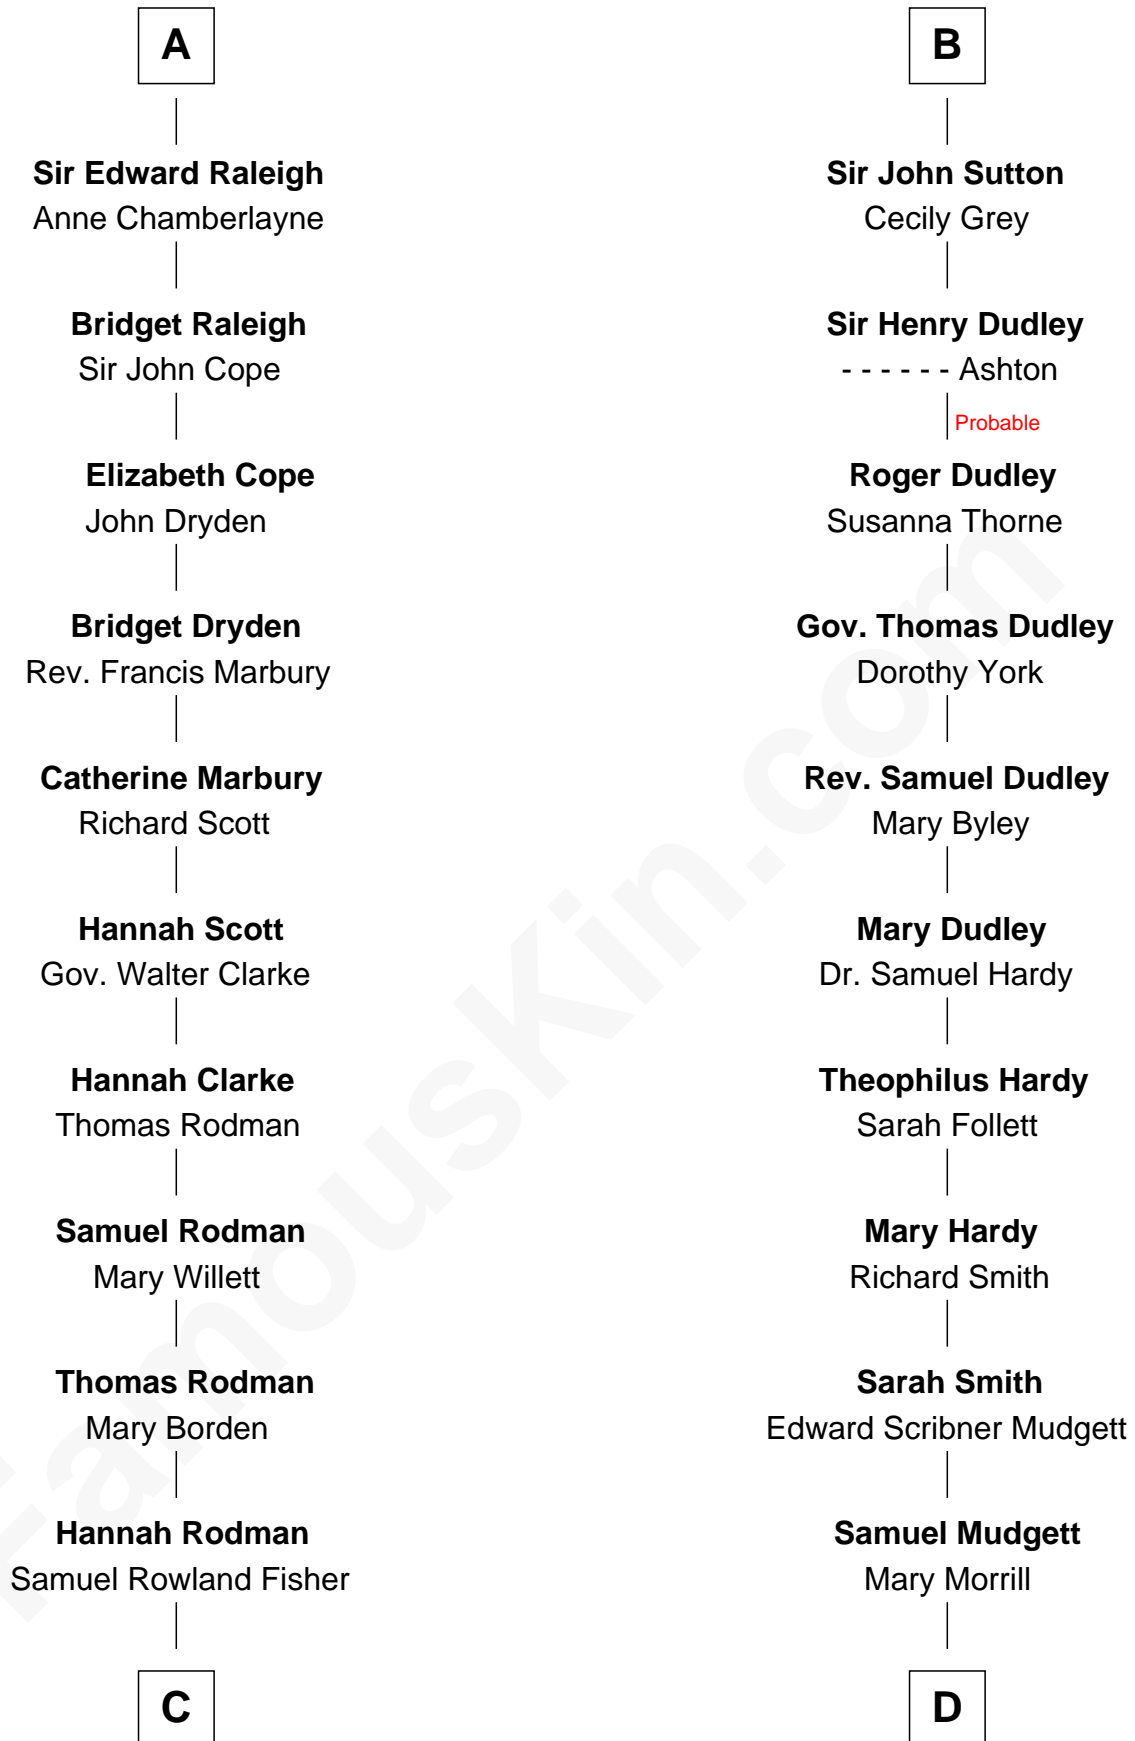 A
Sir Edward Raleigh
Anne Chamberlayne
Bridget Raleigh
Sir John Cope
Elizabeth Cope
John Dryden
Bridget Dryden
Rev. Francis Marbury
Catherine Marbury
Richard Scott
Hannah Scott
Gov. Walter Clarke
Hannah Clarke
Thomas Rodman
Samuel Rodman
Mary Willett
Thomas Rodman
Mary Borden
Hannah Rodman
Samuel Rowland Fisher
C
B
Sir John Sutton
Cecily Grey
Sir Henry Dudley
- - - - - - Ashton
Probable
Roger Dudley
Susanna Thorne
Gov. Thomas Dudley
Dorothy York
Rev. Samuel Dudley
Mary Byley
Mary Dudley
Dr. Samuel Hardy
Theophilus Hardy
Sarah Follett
Mary Hardy
Richard Smith
Sarah Smith
Edward Scribner Mudgett
Samuel Mudgett
Mary Morrill
D
FamousKin.com